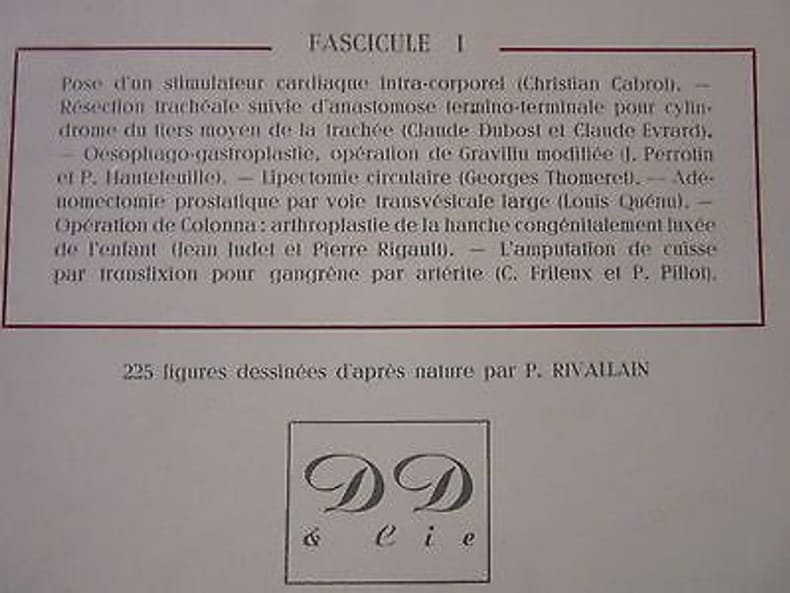 FASCICULE I
Pose d'un stimulateur cardiaque intra-corporel (Christian Cabrol). —
Résection trachéale suivie d'anastomose termino-terminale pour cylin-
drome du tiers moyen de la trachée (Claude Dubost et Claude Evrard).
— Oesophago-gastroplastie, opération de Graviliu modifiée (J. Perrotin
et P. Hautefeuille). — Lipectomie circulaire (Georges Thomeret). — Adé-
nomectomie prostatique par voie transvésicale large (Louis Quénu). —
Opération de Colonna : arthroplastie de la hanche congénitalement luxée
de l'enfant (Jean Judet et Pierre Rigault). — L'amputation de cuisse
par transfixion pour gangrène par artérite (C. Frileux et P. Pillot).
225 figures dessinées d'après nature par P. RIVALLAIN
D D
& Cie